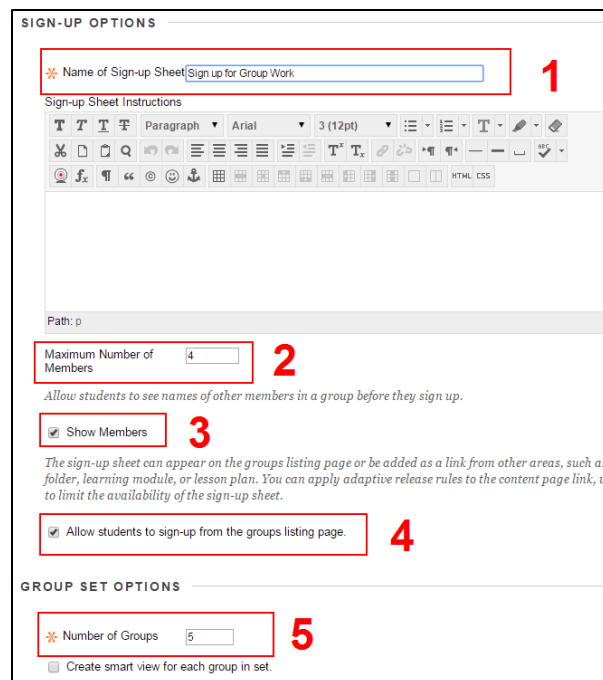 SIGN-UP OPTIONS
Name of Sign-up Sheet Sign up for Group Work
1
Sign-up Sheet Instructions
T T T T Paragraph Arial 3 (12pt) T
Tx Tx ABC
fx ¶ “ © HTML CSS
Path: p
Maximum Number of
Members
4
2
Allow students to see names of other members in a group before they sign up.
Show Members
3
The sign-up sheet can appear on the groups listing page or be added as a link from other areas, such as
folder, learning module, or lesson plan. You can apply adaptive release rules to the content page link, u
to limit the availability of the sign-up sheet.
Allow students to sign-up from the groups listing page.
4
GROUP SET OPTIONS
Number of Groups 5
5
Create smart view for each group in set.